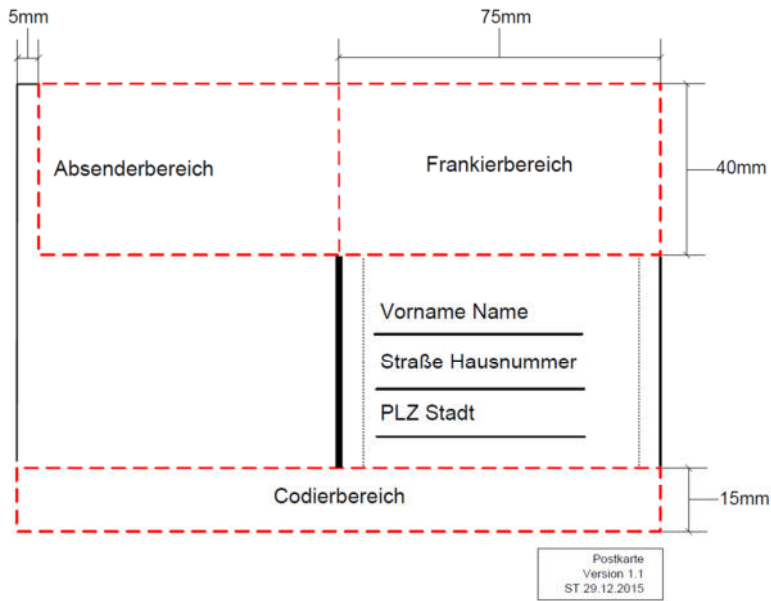 5mm
75mm
Absenderbereich
Frankierbereich
40mm
Vorname Name
Straße Hausnummer
PLZ Stadt
Codierbereich
15mm
Postkarte
Version 1.1
ST 29.12.2015